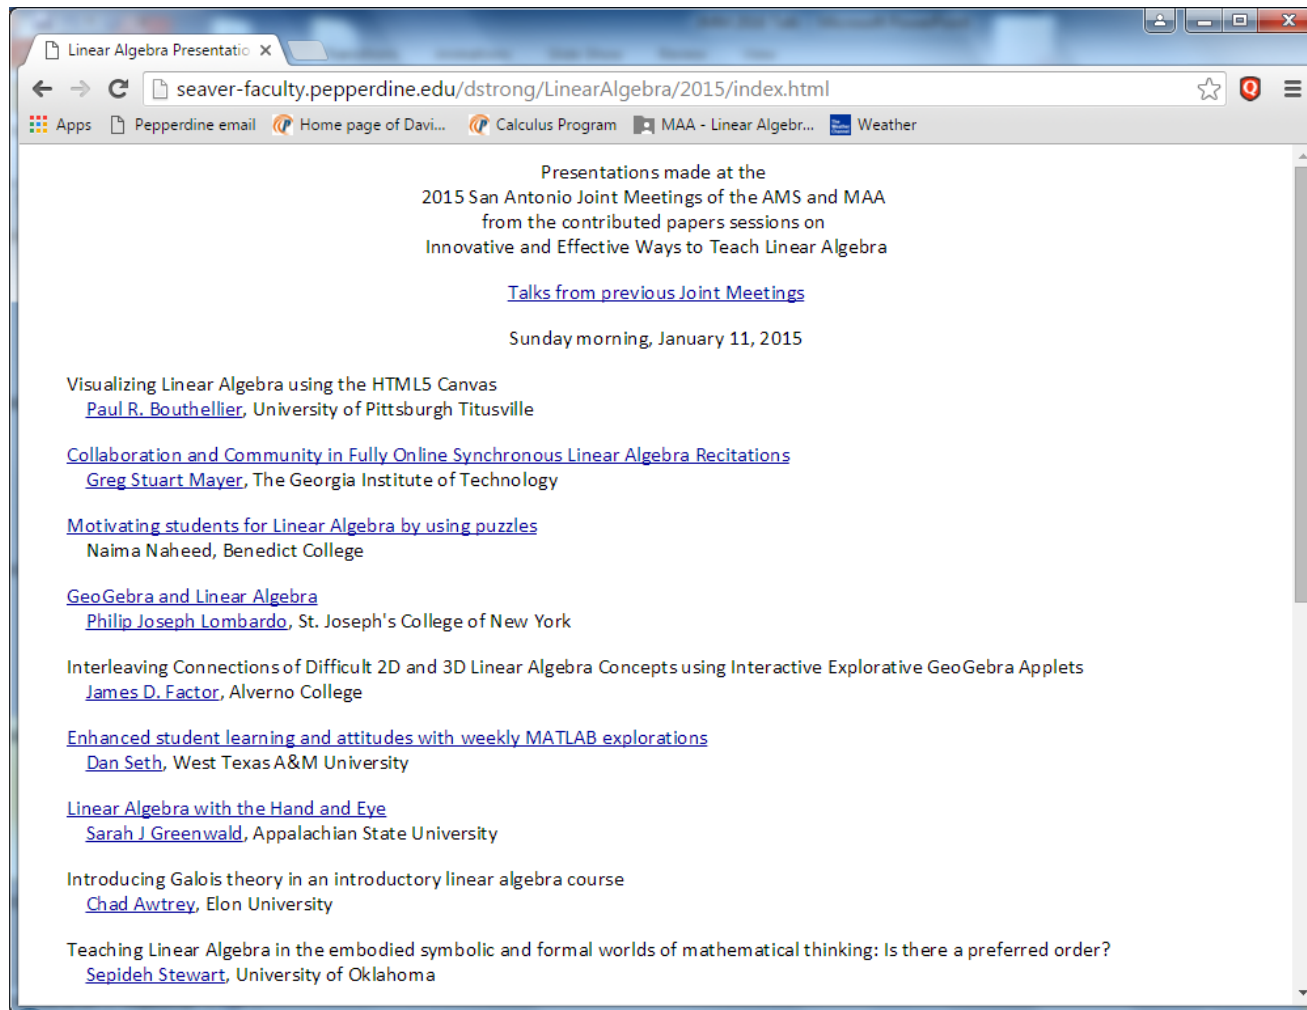 Linear Algebra Presentatio
seaver-faculty.pepperdine.edu/dstrong/LinearAlgebra/2015/index.html
Apps Pepperdine email Home page of Davi... Calculus Program MAA - Linear Algebr... Weather
Presentations made at the
2015 San Antonio Joint Meetings of the AMS and MAA
from the contributed papers sessions on
Innovative and Effective Ways to Teach Linear Algebra
Talks from previous Joint Meetings
Sunday morning, January 11, 2015
Visualizing Linear Algebra using the HTML5 Canvas
Paul R. Bouthellier, University of Pittsburgh Titusville
Collaboration and Community in Fully Online Synchronous Linear Algebra Recitations
Greg Stuart Mayer, The Georgia Institute of Technology
Motivating students for Linear Algebra by using puzzles
Naima Naheed, Benedict College
GeoGebra and Linear Algebra
Philip Joseph Lombardo, St. Joseph's College of New York
Interleaving Connections of Difficult 2D and 3D Linear Algebra Concepts using Interactive Explorative GeoGebra Applets
James D. Factor, Alverno College
Enhanced student learning and attitudes with weekly MATLAB explorations
Dan Seth, West Texas A&M University
Linear Algebra with the Hand and Eye
Sarah J Greenwald, Appalachian State University
Introducing Galois theory in an introductory linear algebra course
Chad Awtrey, Elon University
Teaching Linear Algebra in the embodied symbolic and formal worlds of mathematical thinking: Is there a preferred order?
Sepideh Stewart, University of Oklahoma